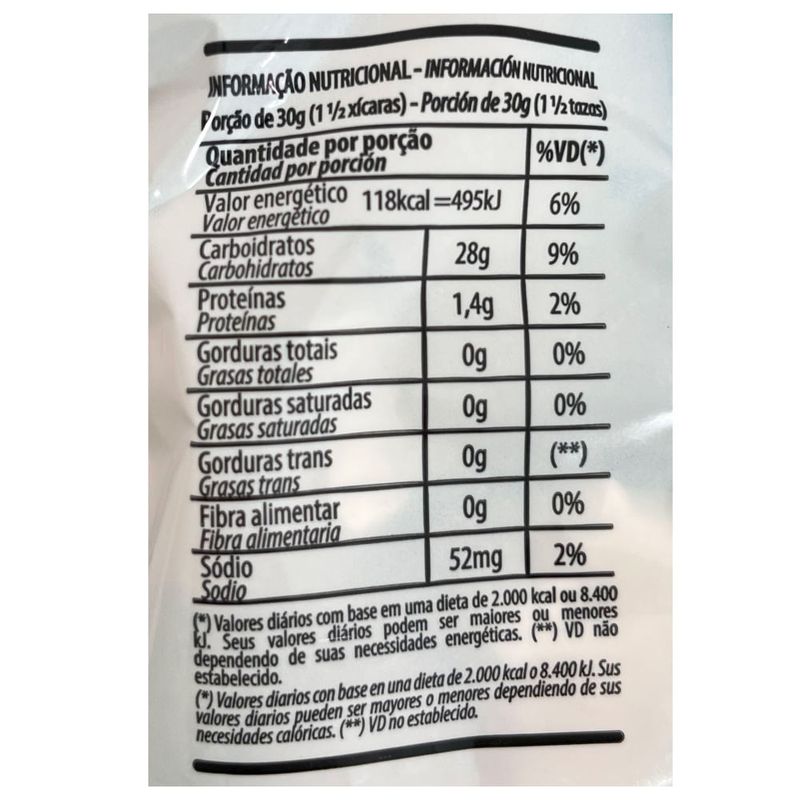 INFORMAÇÃO NUTRICIONAL - INFORMACIÓN NUTRICIONAL
Porção de 30g (1 1/2 xícaras) - Porción de 30g (1 1/2 tazas)
Quantidade por porção %VD(*)
Cantidad por porción
Valor energético 118kcal=495kJ 6%
Valor energético
Carboidratos 28g 9%
Carbohidratos
Proteínas 1,4g 2%
Proteínas
Gorduras totais 0g 0%
Grasas totales
Gorduras saturadas 0g 0%
Grasas saturadas
Gorduras trans 0g (**)
Grasas trans
Fibra alimentar 0g 0%
Fibra alimentaria
Sódio 52mg 2%
Sodio
(*) Valores diários com base em uma dieta de 2.000 kcal ou 8.400
kJ. Seus valores diários podem ser maiores ou menores
dependendo de suas necessidades energéticas. (**) VD não
estabelecido.
(*) Valores diarios con base en una dieta de 2.000 kcal o 8.400 kJ. Sus
valores diarios pueden ser mayores o menores dependiendo de sus
necesidades calóricas. (**) VD no establecido.